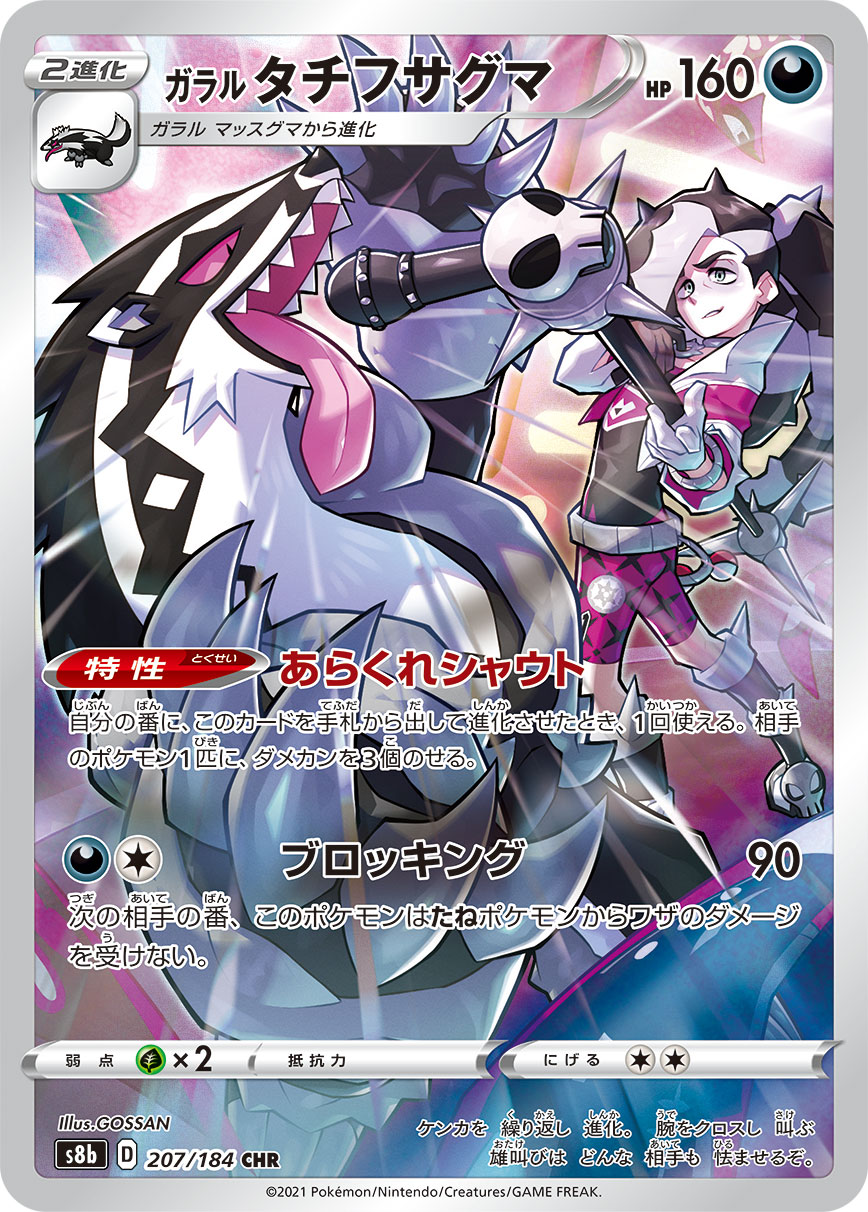 2進化
ガラル タチフサグマ
HP 160
ガラル マッスグマから進化
特性 とくせい あらくれシャウト
自分の番に、このカードを手札から出して進化させたとき、1回使える。相手
のポケモン1匹に、ダメカンを3個のせる。
ブロッキング 90
次の相手の番、このポケモンはたねポケモンからワザのダメージ
を受けない。
弱点 ×2 抵抗力 にげる
Illus.GOSSAN
s8b D 207/184 CHR
ケンカを 繰り返し 進化。 腕をクロスし 叫ぶ
雄叫びは どんな 相手も 怯ませるぞ。
©2021 Pokémon/Nintendo/Creatures/GAME FREAK.